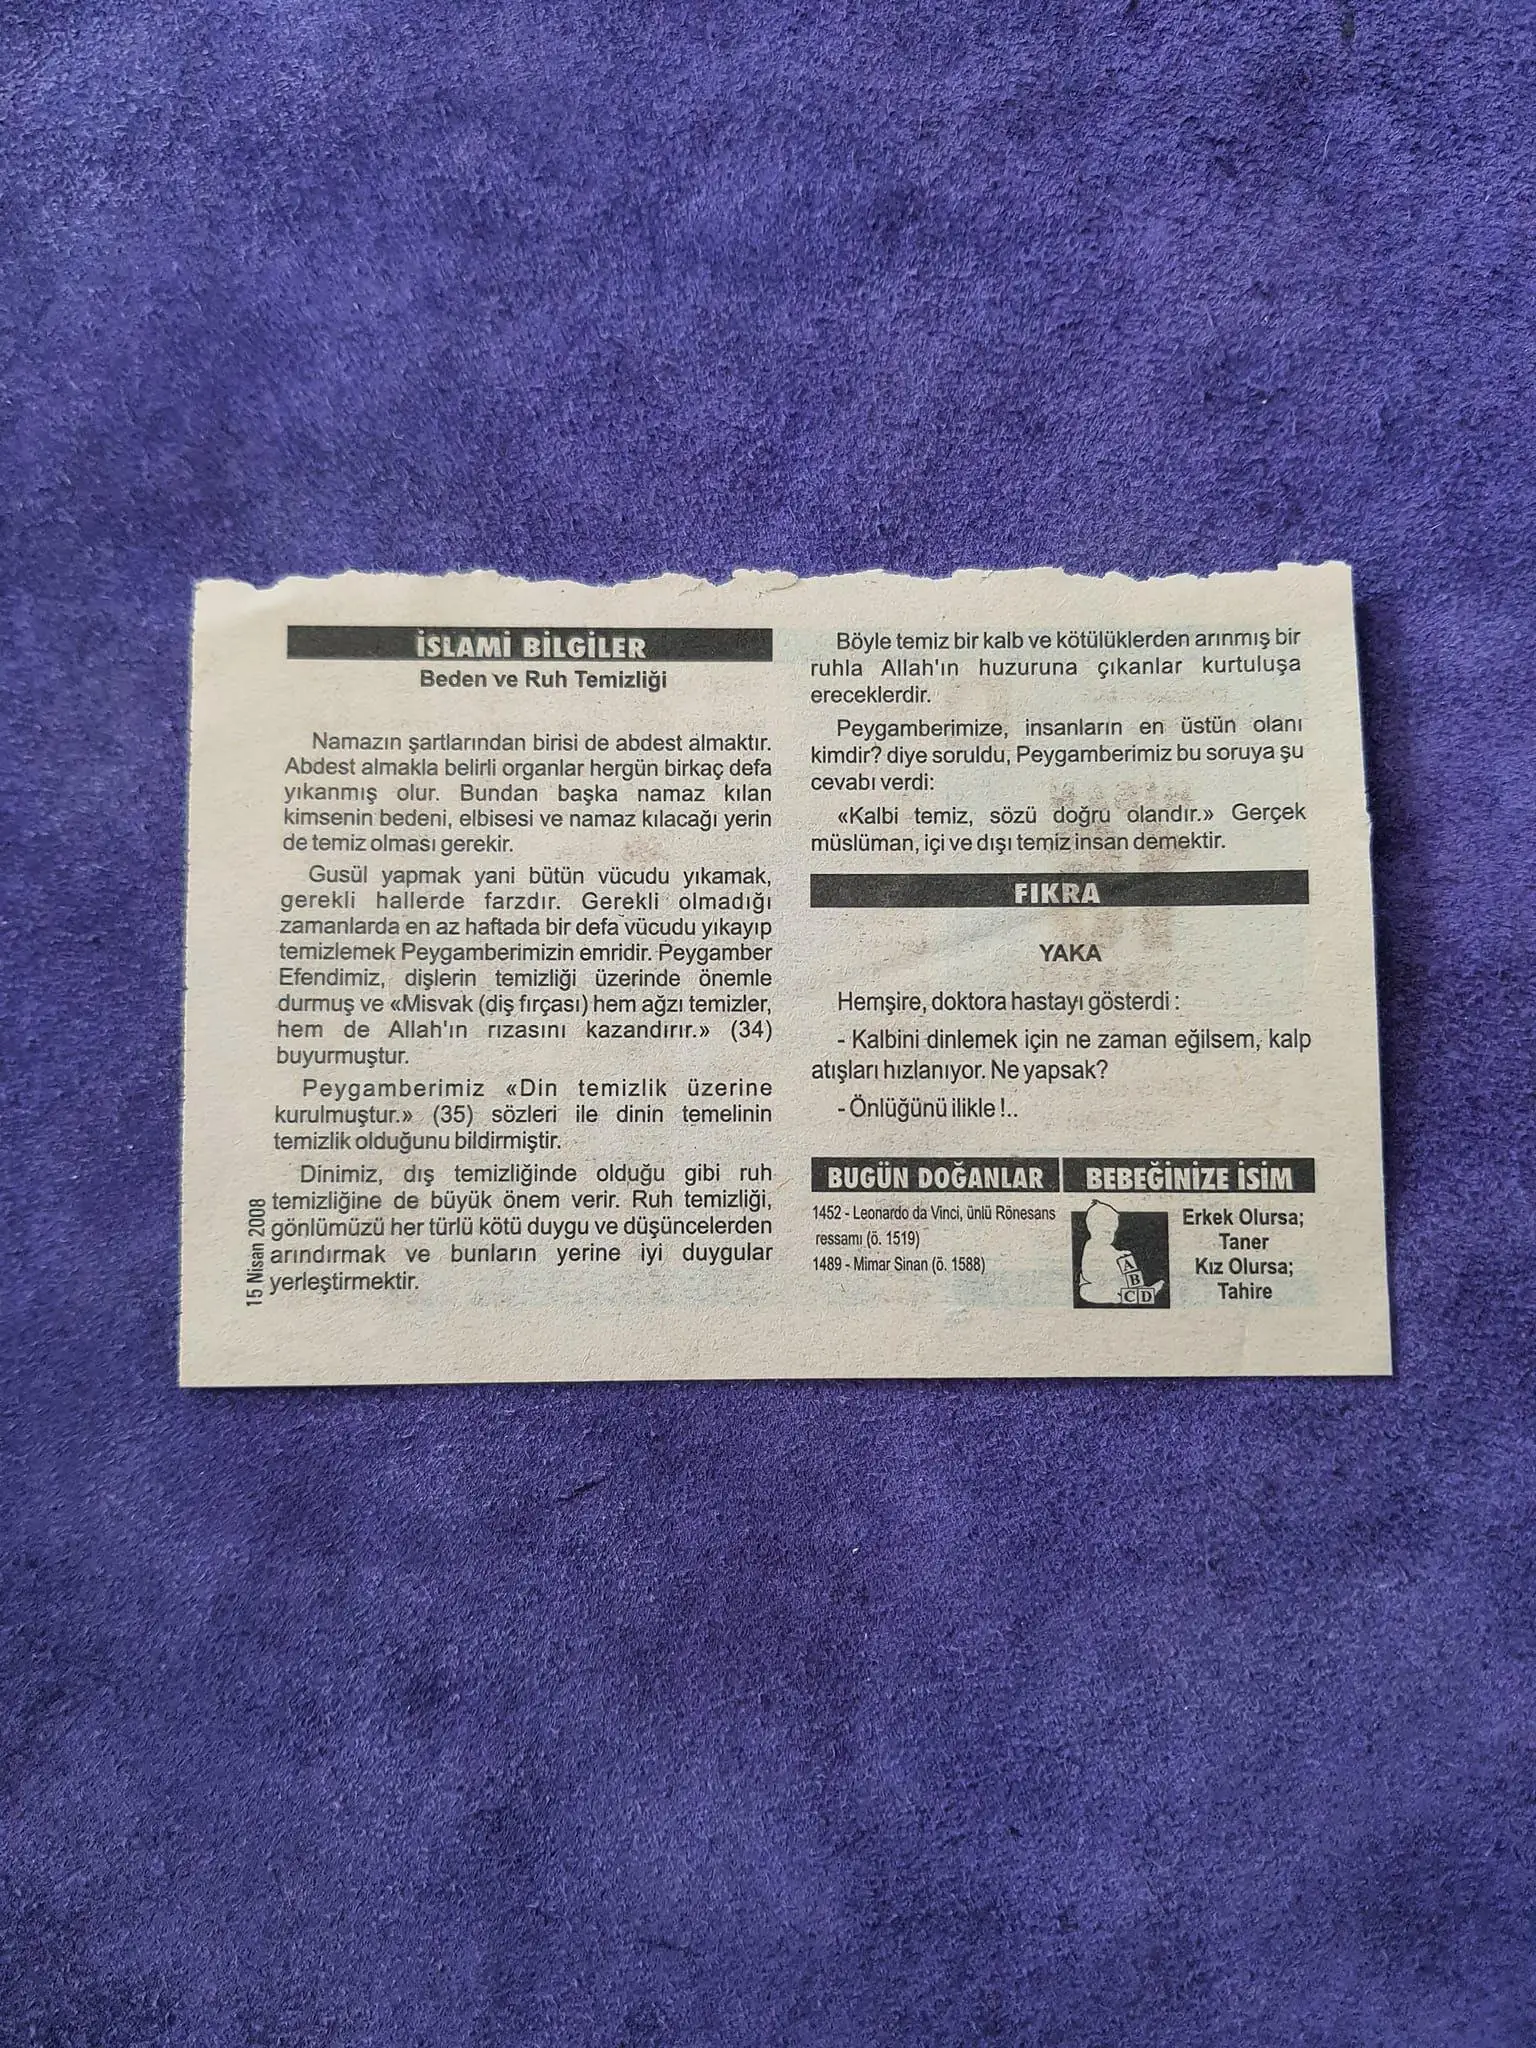 İSLAMİ BİLGİLER
Beden ve Ruh Temizliği
Namazın şartlarından birisi de abdest almaktır.
Abdest almakla belirli organlar hergün birkaç defa
yıkanmış olur. Bundan başka namaz kılan
kimsenin bedeni, elbisesi ve namaz kılacağı yerin
de temiz olması gerekir.
Gusül yapmak yani bütün vücudu yıkamak,
gerekli hallerde farzdır. Gerekli olmadığı
zamanlarda en az haftada bir defa vücudu yıkayıp
temizlemek Peygamberimizin emridir. Peygamber
Efendimiz, dişlerin temizliği üzerinde önemle
durmuş ve «Misvak (diş fırçası) hem ağzı temizler,
hem de Allah'ın rızasını kazandırır.» (34)
buyurmuştur.
Peygamberimiz «Din temizlik üzerine
kurulmuştur.» (35) sözleri ile dinin temelinin
temizlik olduğunu bildirmiştir.
Dinimiz, dış temizliğinde olduğu gibi ruh
temizliğine de büyük önem verir. Ruh temizliği,
gönlümüzü her türlü kötü duygu ve düşüncelerden
arındırmak ve bunların yerine iyi duygular
yerleştirmektir.
15 Nisan 2008
Böyle temiz bir kalb ve kötülüklerden arınmış bir
ruhla Allah'ın huzuruna çıkanlar kurtuluşa
ereceklerdir.
Peygamberimize, insanların en üstün olanı
kimdir? diye soruldu, Peygamberimiz bu soruya şu
cevabı verdi:
«Kalbi temiz, sözü doğru olandır.» Gerçek
müslüman, içi ve dışı temiz insan demektir.
FIKRA
YAKA
Hemşire, doktora hastayı gösterdi :
- Kalbini dinlemek için ne zaman eğilsem, kalp
atışları hızlanıyor. Ne yapsak?
- Önlüğünü ilikle !..
BUGÜN DOĞANLAR
1452 - Leonardo da Vinci, ünlü Rönesans
ressamı (ö. 1519)
1489 - Mimar Sinan (ö. 1588)
BEBEĞİNİZE İSİM
A
B
C D
Erkek Olursa;
Taner
Kız Olursa;
Tahire